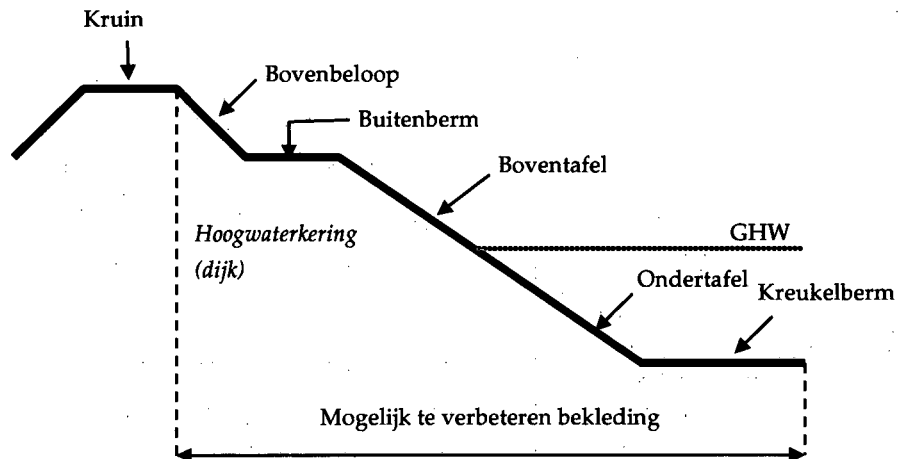 Kruin
Bovenbeloop
Buitenberm
Boventafel
Hoogwaterkering
(dijk)
GHW
Ondertafel
Kreukelberm
Mogelijk te verbeteren bekleding